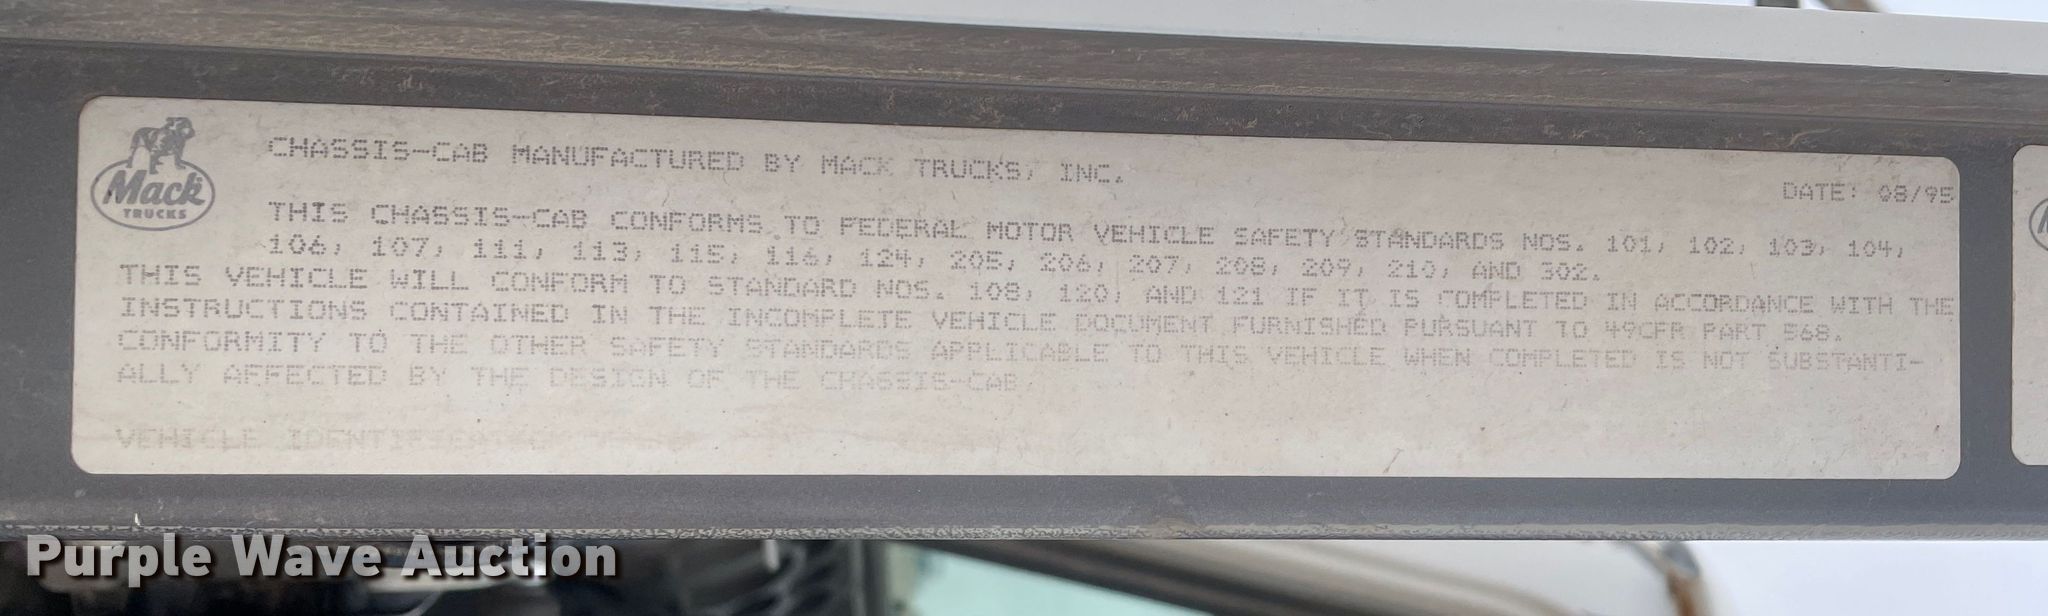 Mack
TRUCKS
CHASSIS-CAB MANUFACTURED BY MACK TRUCKS, INC.
DATE: 08/95
THIS CHASSIS-CAB CONFORMS TO FEDERAL MOTOR VEHICLE SAFETY STANDARDS NOS. 101, 102, 103, 104,
106, 107, 111, 113, 115, 116, 124, 205, 206, 207, 208, 209, 210, AND 302.
THIS VEHICLE WILL CONFORM TO STANDARD NOS. 108, 120, AND 121 IF IT IS COMPLETED IN ACCORDANCE WITH THE
INSTRUCTIONS CONTAINED IN THE INCOMPLETE VEHICLE DOCUMENT FURNISHED PURSUANT TO 49CFR PART 568.
CONFORMITY TO THE OTHER SAFETY STANDARDS APPLICABLE TO THIS VEHICLE WHEN COMPLETED IS NOT SUBSTANTI-
ALLY AFFECTED BY THE DESIGN OF THE CHASSIS-CAB.
VEHICLE IDENTIFICATION
Purple Wave Auction